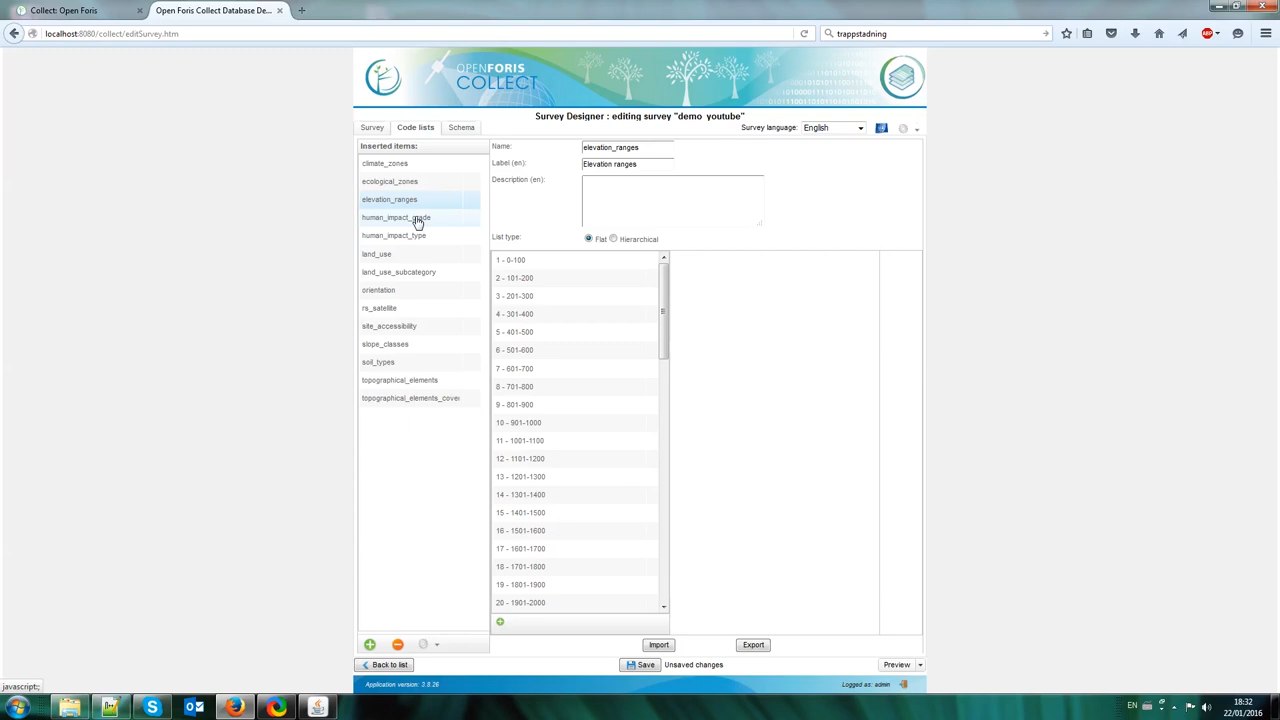 Collect: Open Foris
Open Foris Collect Database De...
localhost:8080/collect/editSurvey.htm
trappstadning
OPENFORIS
COLLECT
Survey Designer : editing survey "demo_youtube"
Survey
Code lists
Schema
Survey language:
English
Inserted items:
climate_zones
ecological_zones
elevation_ranges
human_impact_grade
human_impact_type
land_use
land_use_subcategory
orientation
rs_satellite
site_accessibility
slope_classes
soil_types
topographical_elements
topographical_elements_cover
Name:
elevation_ranges
Label (en):
Elevation ranges
Description (en):
List type:
Flat
Hierarchical
1 - 0-100
2 - 101-200
3 - 201-300
4 - 301-400
5 - 401-500
6 - 501-600
7 - 601-700
8 - 701-800
9 - 801-900
10 - 901-1000
11 - 1001-1100
12 - 1101-1200
13 - 1201-1300
14 - 1301-1400
15 - 1401-1500
16 - 1501-1600
17 - 1601-1700
18 - 1701-1800
19 - 1801-1900
20 - 1901-2000
Import
Export
Back to list
Save
Unsaved changes
Preview
Application version: 3.8.26
Logged as: admin
javascript:;
EN
18:32
22/01/2016